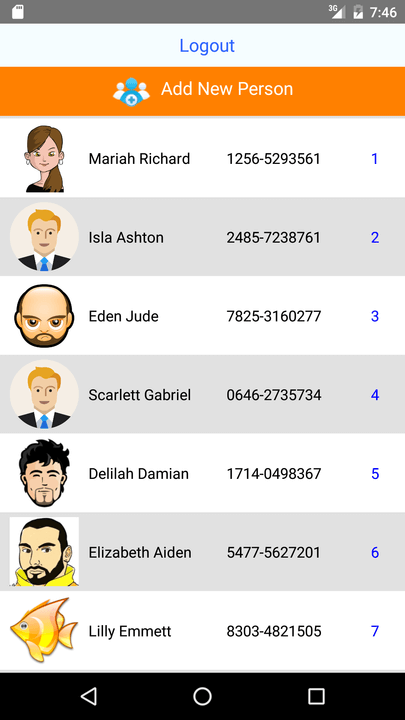 3G 7:46
Logout
Add New Person
Mariah Richard 1256-5293561 1
Isla Ashton 2485-7238761 2
Eden Jude 7825-3160277 3
Scarlett Gabriel 0646-2735734 4
Delilah Damian 1714-0498367 5
Elizabeth Aiden 5477-5627201 6
Lilly Emmett 8303-4821505 7